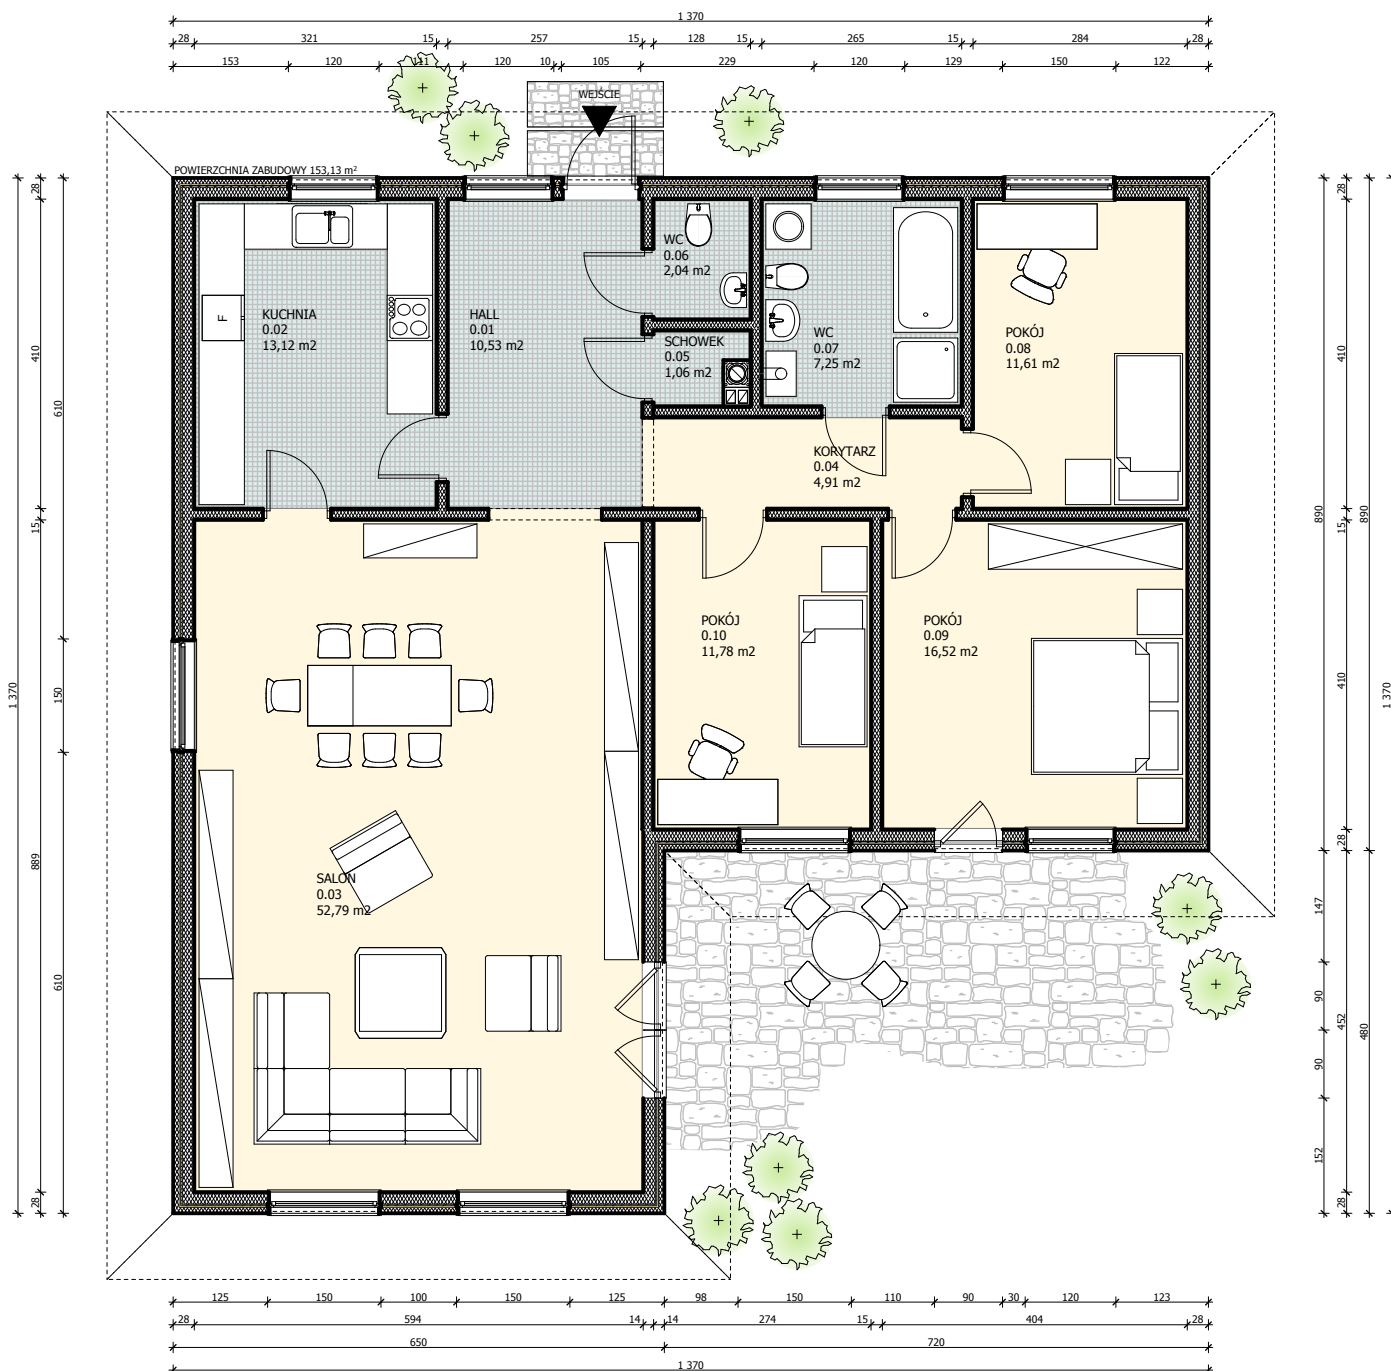 1 370
28 321 15 257 15 128 15 265 15 284 28
153 120 111 120 10 105 229 120 129 150 122
WEJŚCIE
POWIERZCHNIA ZABUDOWY 153,13 m²
KUCHNIA
0.02
13,12 m2
F
HALL
0.01
10,53 m2
WC
0.06
2,04 m2
SCHOWEK
0.05
1,06 m2
WC
0.07
7,25 m2
POKÓJ
0.08
11,61 m2
KORYTARZ
0.04
4,91 m2
POKÓJ
0.10
11,78 m2
POKÓJ
0.09
16,52 m2
SALON
0.03
52,79 m2
1 370
28 410 15 889 28
610 150 610
890 147 90 90 152
28 410 15 410 28 452 28
890 480
1 370
125 150 100 150 125 98 150 110 90 30 120 123
28 594 14 14 274 15 404 28
650 720
1 370